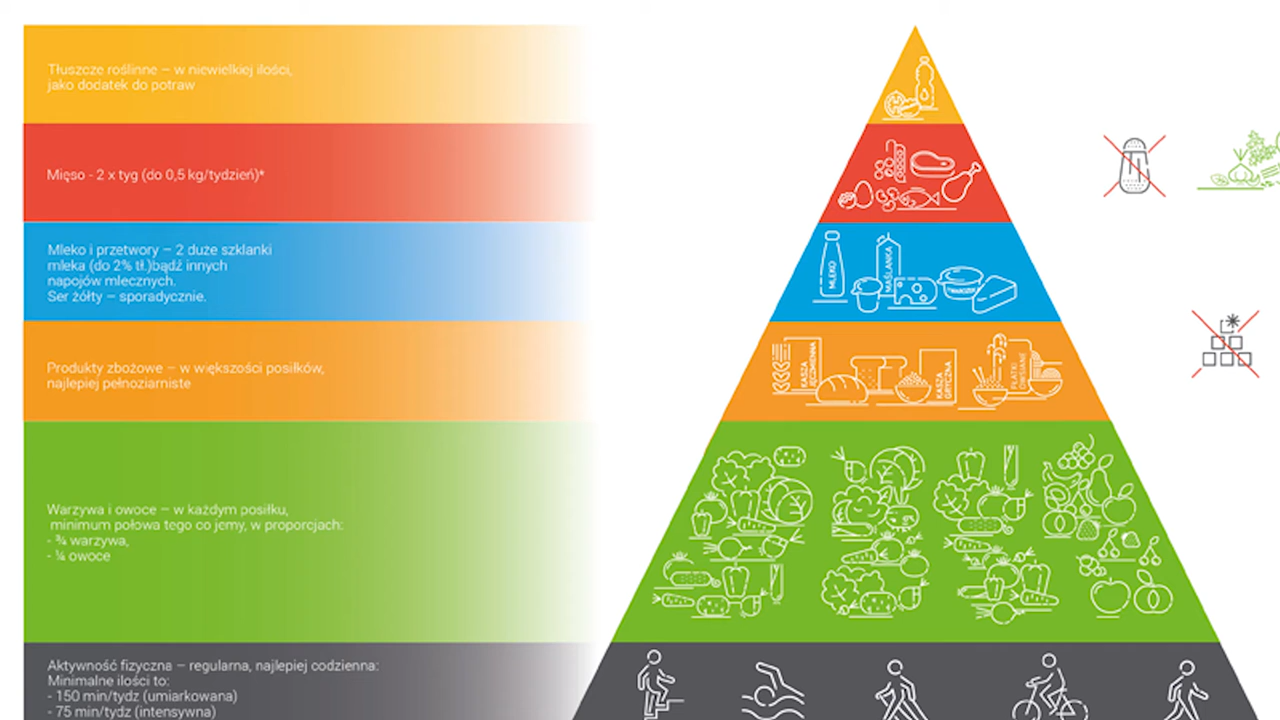 Tłuszcze roślinne – w niewielkiej ilości,
jako dodatek do potraw
Mięso - 2 x tyg (do 0,5 kg/tydzień)*
Mleko i przetwory – 2 duże szklanki
mleka (do 2% tł.)bądź innych
napojów mlecznych.
Ser żółty – sporadycznie.
MLEKO
MAŚLANKA
TWAROŻEK
Produkty zbożowe – w większości posiłków,
najlepiej pełnoziarniste
KASZA
JĘCZMIENNA
KASZA
GRYCZNA
PŁATKI
OWSIANE
Warzywa i owoce – w każdym posiłku,
minimum połowa tego co jemy, w proporcjach:
- ¾ warzywa,
- ¼ owoce
Aktywność fizyczna – regularna, najlepiej codzienna:
Minimalne ilości to:
- 150 min/tydz (umiarkowana)
- 75 min/tydz (intensywna)